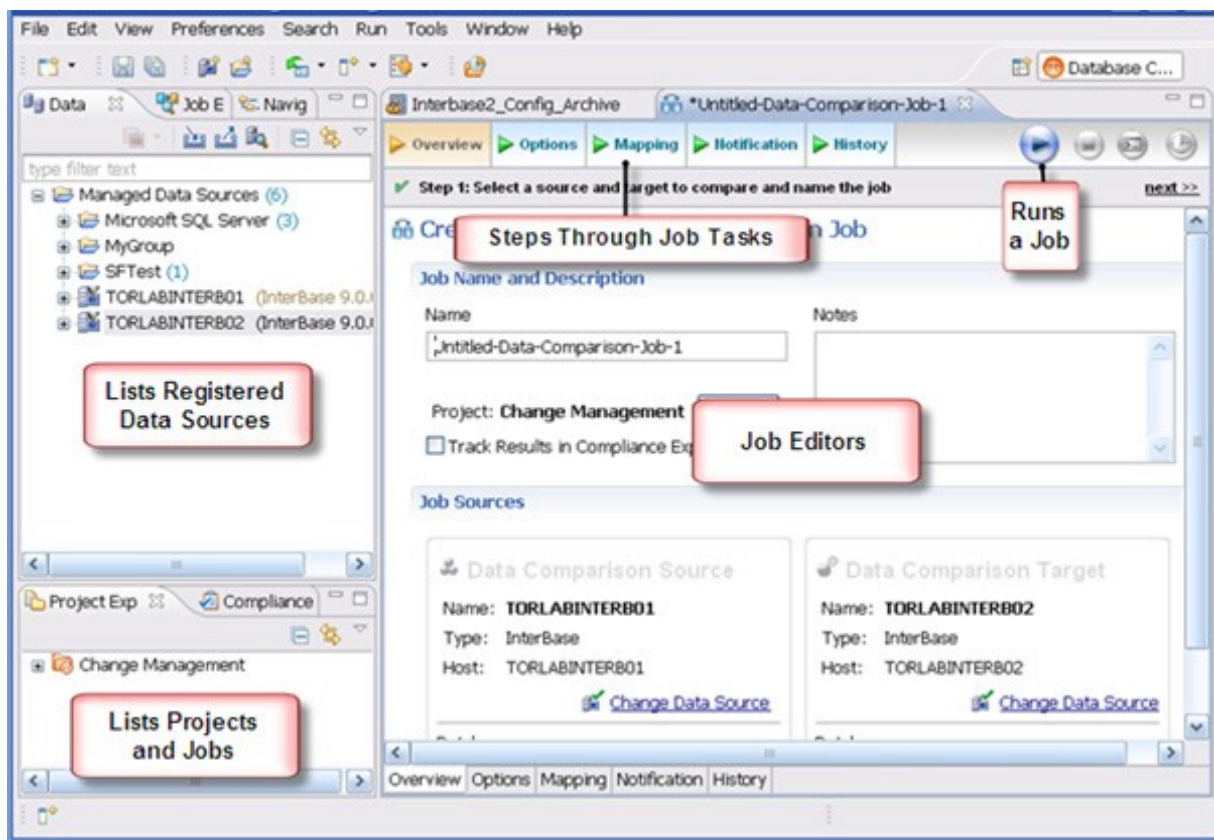 File Edit View Preferences Search Run Tools Window Help
Database C...
Data Job E Navig
Interbase2_Config_Archive *Untitled-Data-Comparison-Job-1
Overview Options Mapping Notification History
type filter text
Step 1: Select a source and target to compare and name the job next >>
Managed Data Sources (6)
Microsoft SQL Server (3)
MyGroup
SFTest (1)
TORLABINTERB01 (InterBase 9.0.
TORLABINTERB02 (InterBase 9.0.
Lists Registered
Data Sources
Steps Through Job Tasks
n Job
Runs
a Job
Job Name and Description
Name Notes
Untitled-Data-Comparison-Job-1
Project: Change Management
Track Results in Compliance Exp
Job Editors
Job Sources
Data Comparison Source
Name: TORLABINTERB01
Type: InterBase
Host: TORLABINTERB01
Change Data Source
Data Comparison Target
Name: TORLABINTERB02
Type: InterBase
Host: TORLABINTERB02
Change Data Source
Project Exp Compliance
Change Management
Lists Projects
and Jobs
Overview Options Mapping Notification History